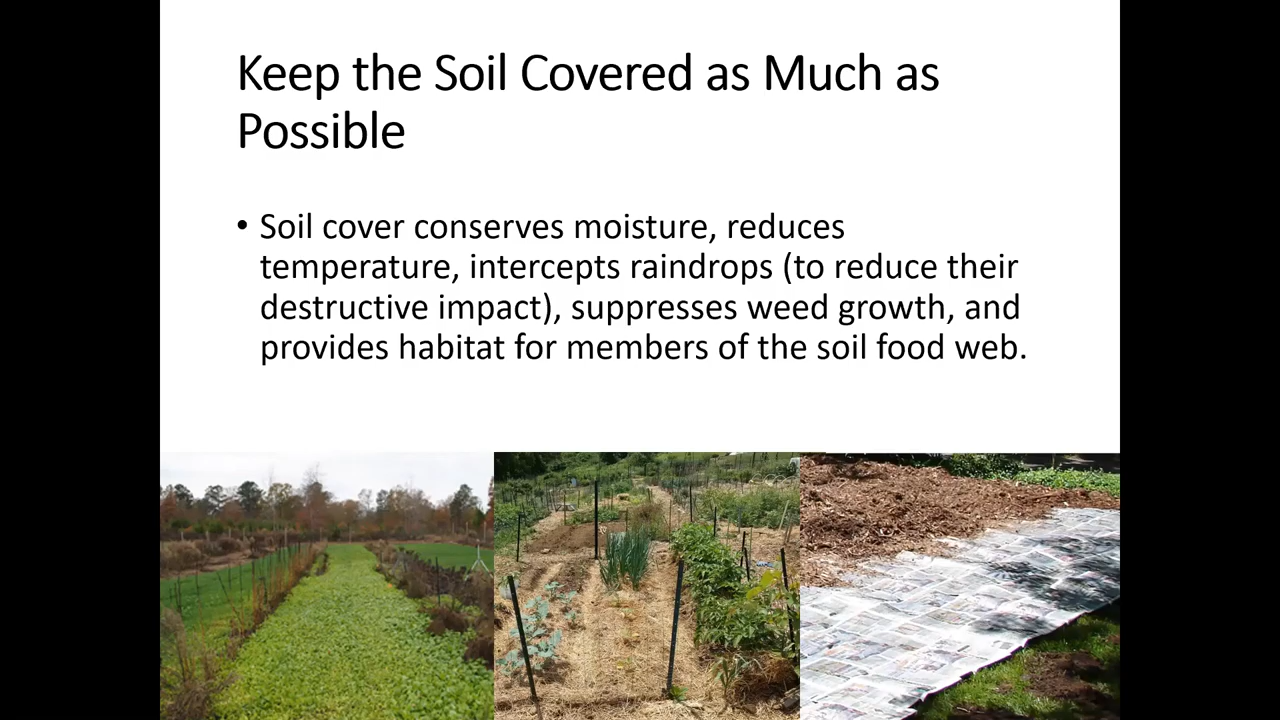 Keep the Soil Covered as Much as
Possible
• Soil cover conserves moisture, reduces
temperature, intercepts raindrops (to reduce their
destructive impact), suppresses weed growth, and
provides habitat for members of the soil food web.